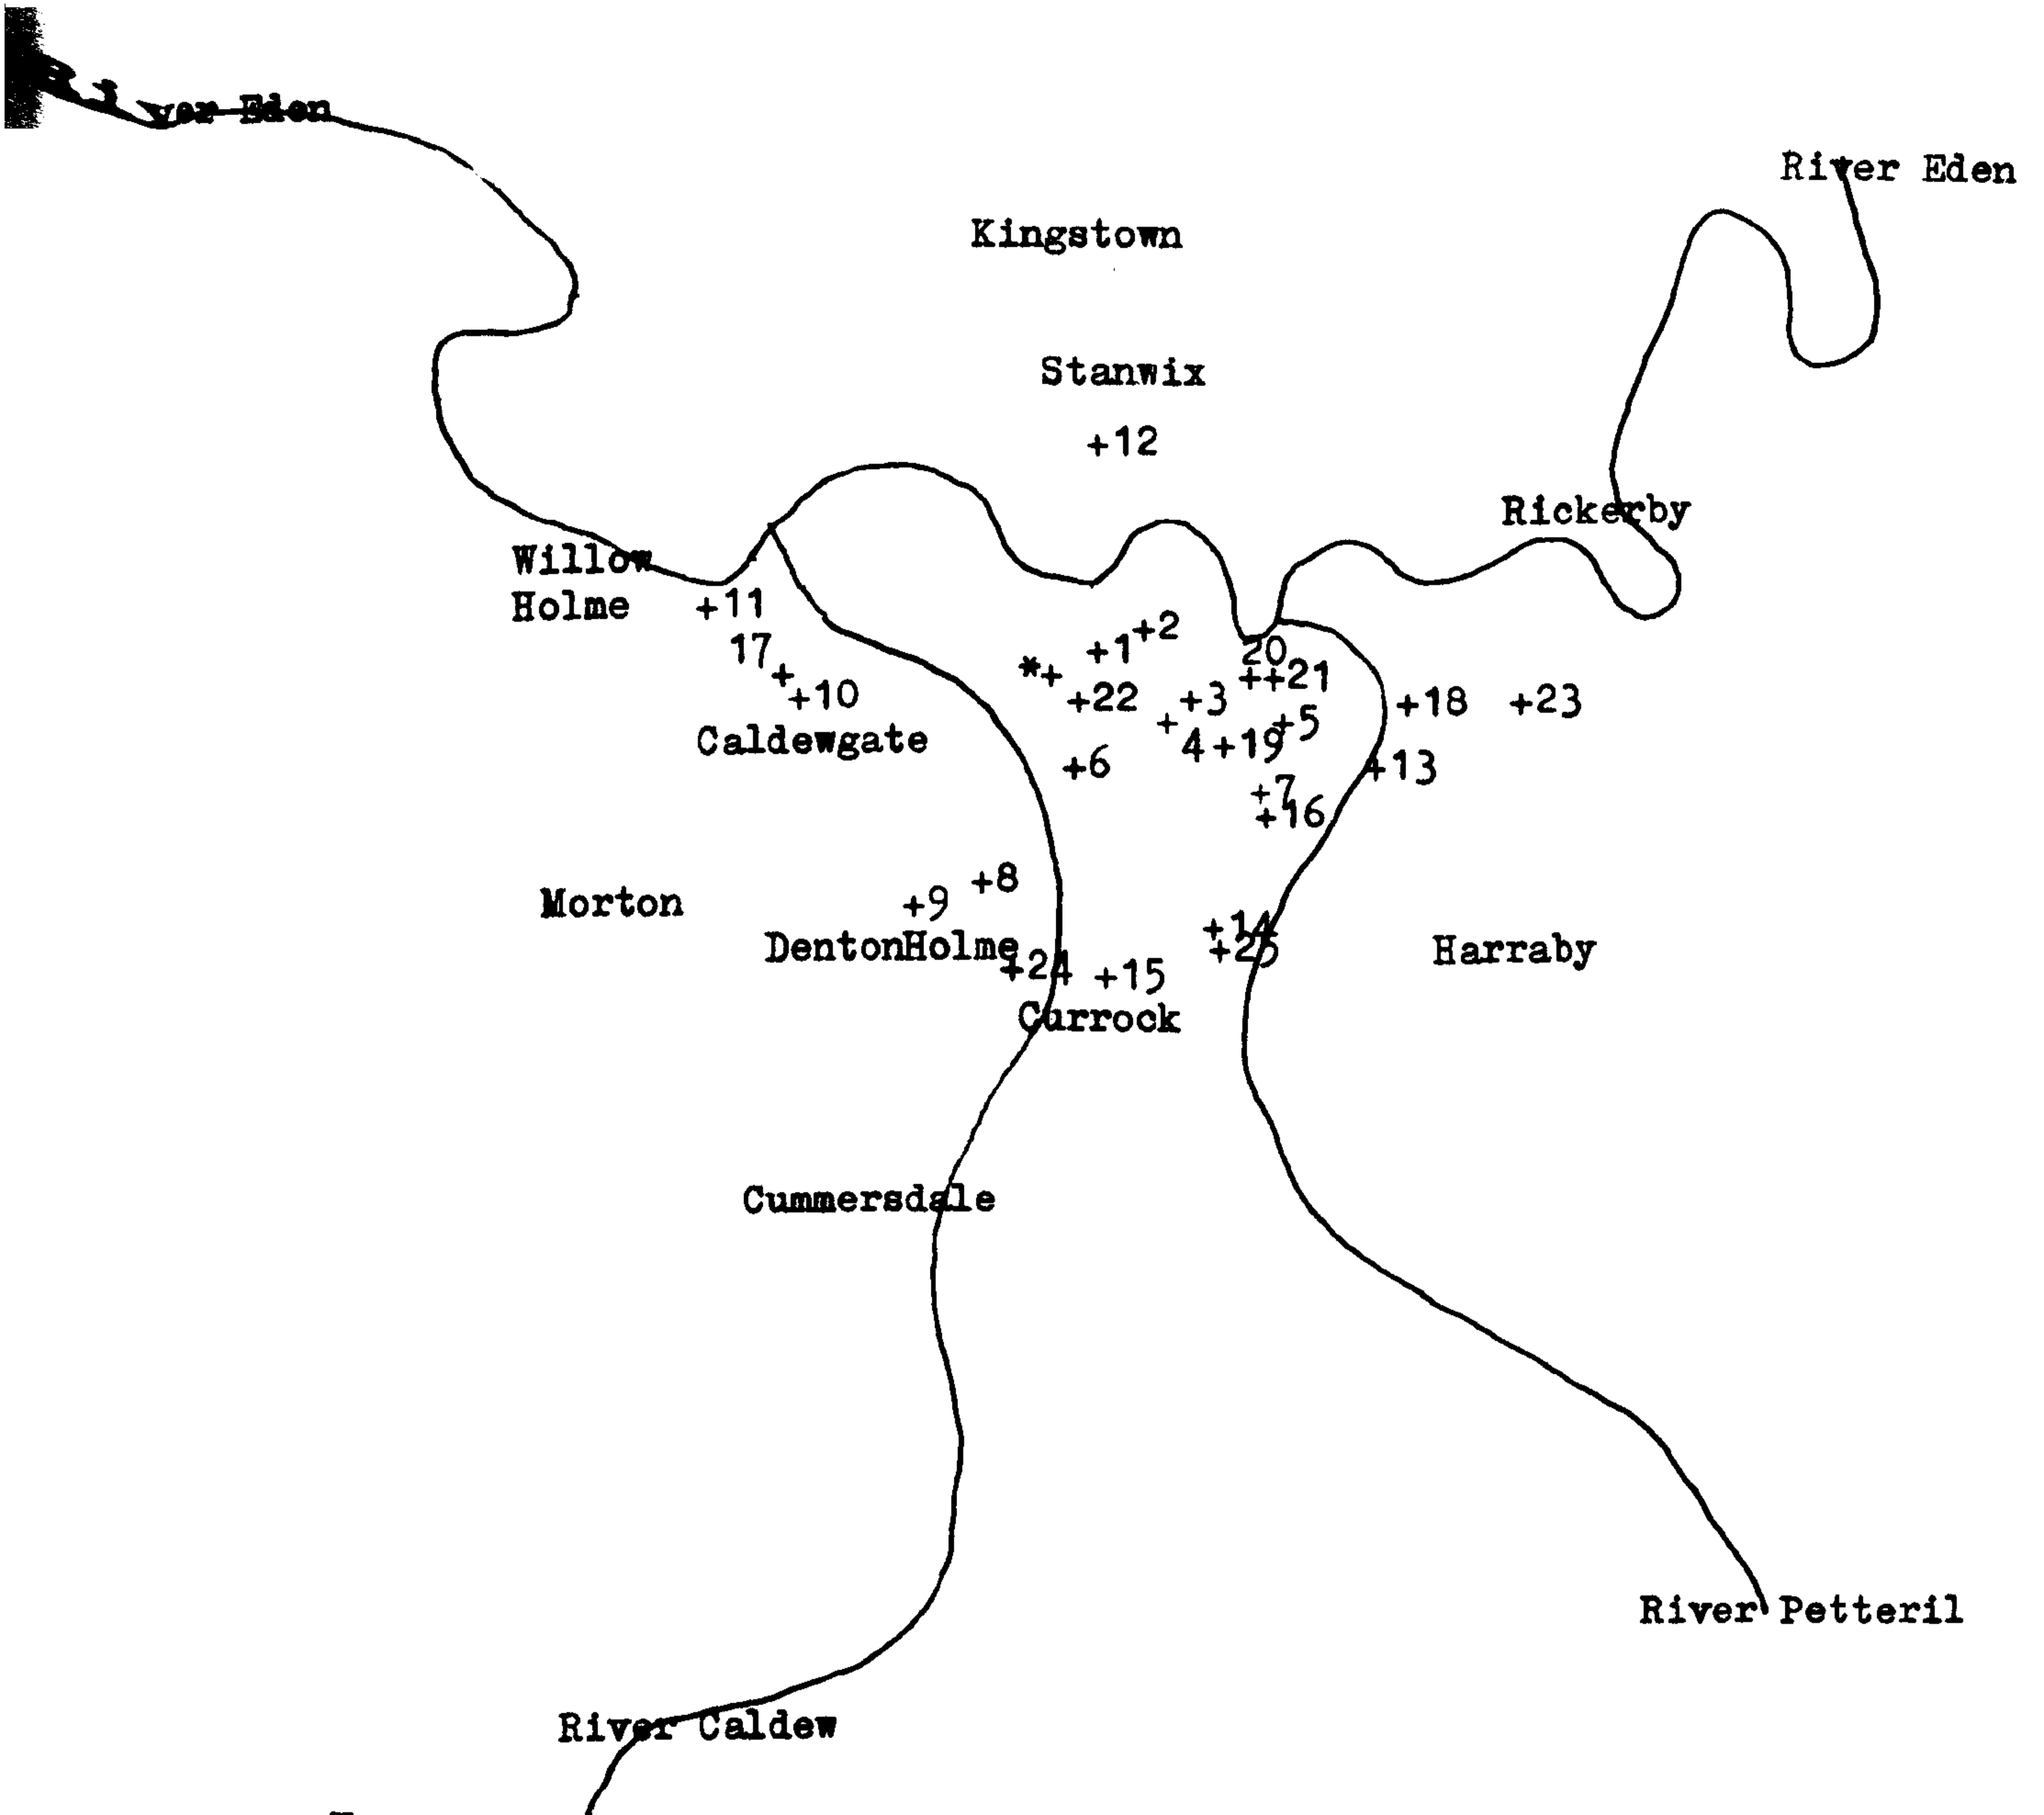 River Eden
River Eden
Kingstown
Stanwix
+12
Rickerby
Willow
Holme
+11
+2
+1
17
+
20
*+
++21
+10
+22
+3
+18
+23
+
+5
Caldewgate
4
+19
+6
+13
+7
+16
+8
+9
Morton
+14
DentonHolme
+25
Harraby
+24
+15
Currock
Cummersdale
River Petteril
River Caldew